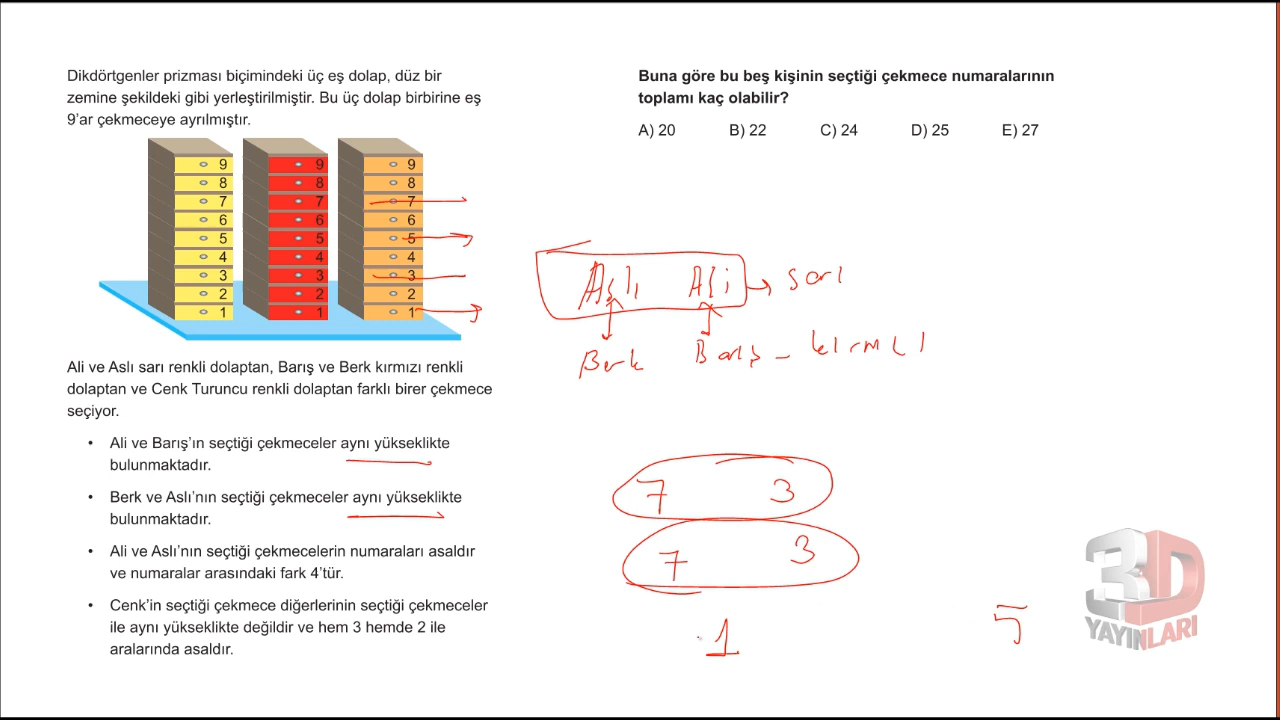 Dikdörtgenler prizması biçimindeki üç eş dolap, düz bir
zemine şekildeki gibi yerleştirilmiştir. Bu üç dolap birbirine eş
9'ar çekmeceye ayrılmıştır.
9 9 9
8 8 8
7 7 7
6 6 6
5 5 5
4 4 4
3 3 3
2 2 2
1 1 1
Ali ve Aslı sarı renkli dolaptan, Barış ve Berk kırmızı renkli
dolaptan ve Cenk Turuncu renkli dolaptan farklı birer çekmece
seçiyor.
• Ali ve Barış'ın seçtiği çekmeceler aynı yükseklikte
bulunmaktadır.
• Berk ve Aslı'nın seçtiği çekmeceler aynı yükseklikte
bulunmaktadır.
• Ali ve Aslı'nın seçtiği çekmecelerin numaraları asaldır
ve numaralar arasındaki fark 4'tür.
• Cenk'in seçtiği çekmece diğerlerinin seçtiği çekmeceler
ile aynı yükseklikte değildir ve hem 3 hemde 2 ile
aralarında asaldır.
Buna göre bu beş kişinin seçtiği çekmece numaralarının
toplamı kaç olabilir?
A) 20 B) 22 C) 24 D) 25 E) 27
Aslı Ali → sarı
Berk Barış - kırmızı
7 3
7 3
1 5
3D
YAYINLARI